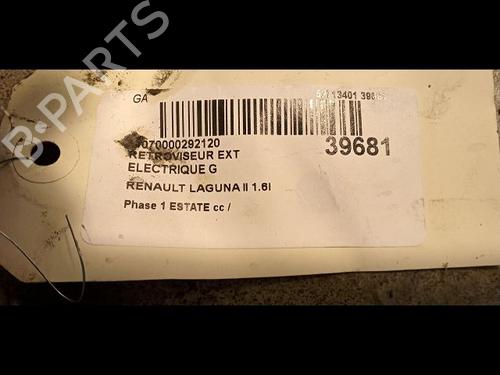 GA
070000292120
39681
RETROVISEUR EXT
ELECTRIQUE G
RENAULT LAGUNA II 1.6I
Phase 1 ESTATE cc /
B-PARTS